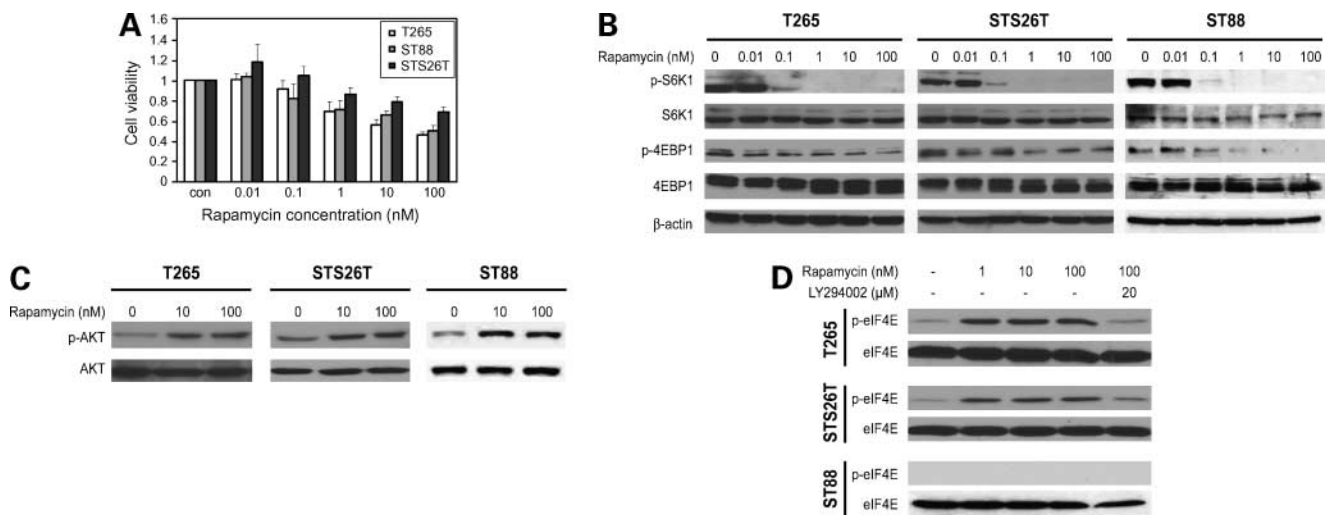 A
1.6
1.4
1.2
1
0.8
0.6
0.4
0.2
0
Cell viability
T265
ST88
STS26T
con 0.01 0.1 1 10 100
Rapamycin concentration (nM)
B
T265 STS26T ST88
Rapamycin (nM) 0 0.01 0.1 1 10 100 0 0.01 0.1 1 10 100 0 0.01 0.1 1 10 100
p-S6K1
S6K1
p-4EBP1
4EBP1
β-actin
C
T265 STS26T ST88
Rapamycin (nM) 0 10 100 0 10 100 0 10 100
p-AKT
AKT
D
Rapamycin (nM) - 1 10 100 100
LY294002 (µM) - - - - 20
T265
p-eIF4E
eIF4E
STS26T
p-eIF4E
eIF4E
ST88
p-eIF4E
eIF4E